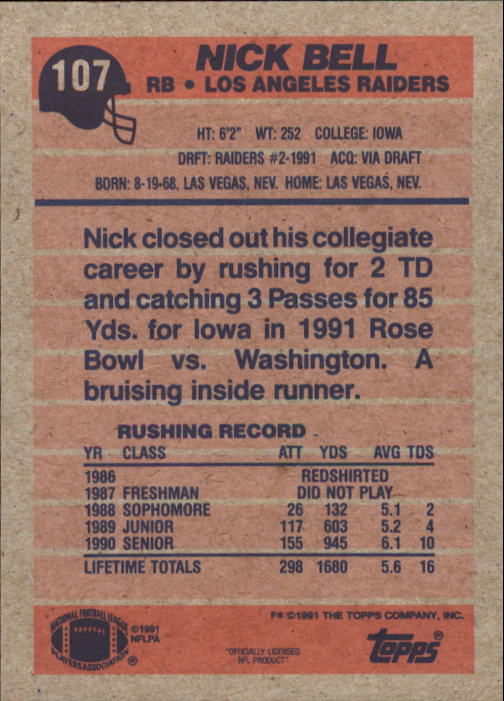 107
NICK BELL
RB • LOS ANGELES RAIDERS
HT: 6'2" WT: 252 COLLEGE: IOWA
DRFT: RAIDERS #2-1991 ACQ: VIA DRAFT
BORN: 8-19-68, LAS VEGAS, NEV. HOME: LAS VEGAS, NEV.
Nick closed out his collegiate
career by rushing for 2 TD
and catching 3 Passes for 85
Yds. for Iowa in 1991 Rose
Bowl vs. Washington. A
bruising inside runner.
RUSHING RECORD
YR CLASS ATT YDS AVG TDS
1986 REDSHIRTED
1987 FRESHMAN DID NOT PLAY
1988 SOPHOMORE 26 132 5.1 2
1989 JUNIOR 117 603 5.2 4
1990 SENIOR 155 945 6.1 10
LIFETIME TOTALS 298 1680 5.6 16
F* © 1991 THE TOPPS COMPANY, INC.
NATIONAL FOOTBALL LEAGUE
PLAYERS ASSOCIATION
®
© 1991
NFLPA
"OFFICIALLY LICENSED
NFL PRODUCT"
topps®